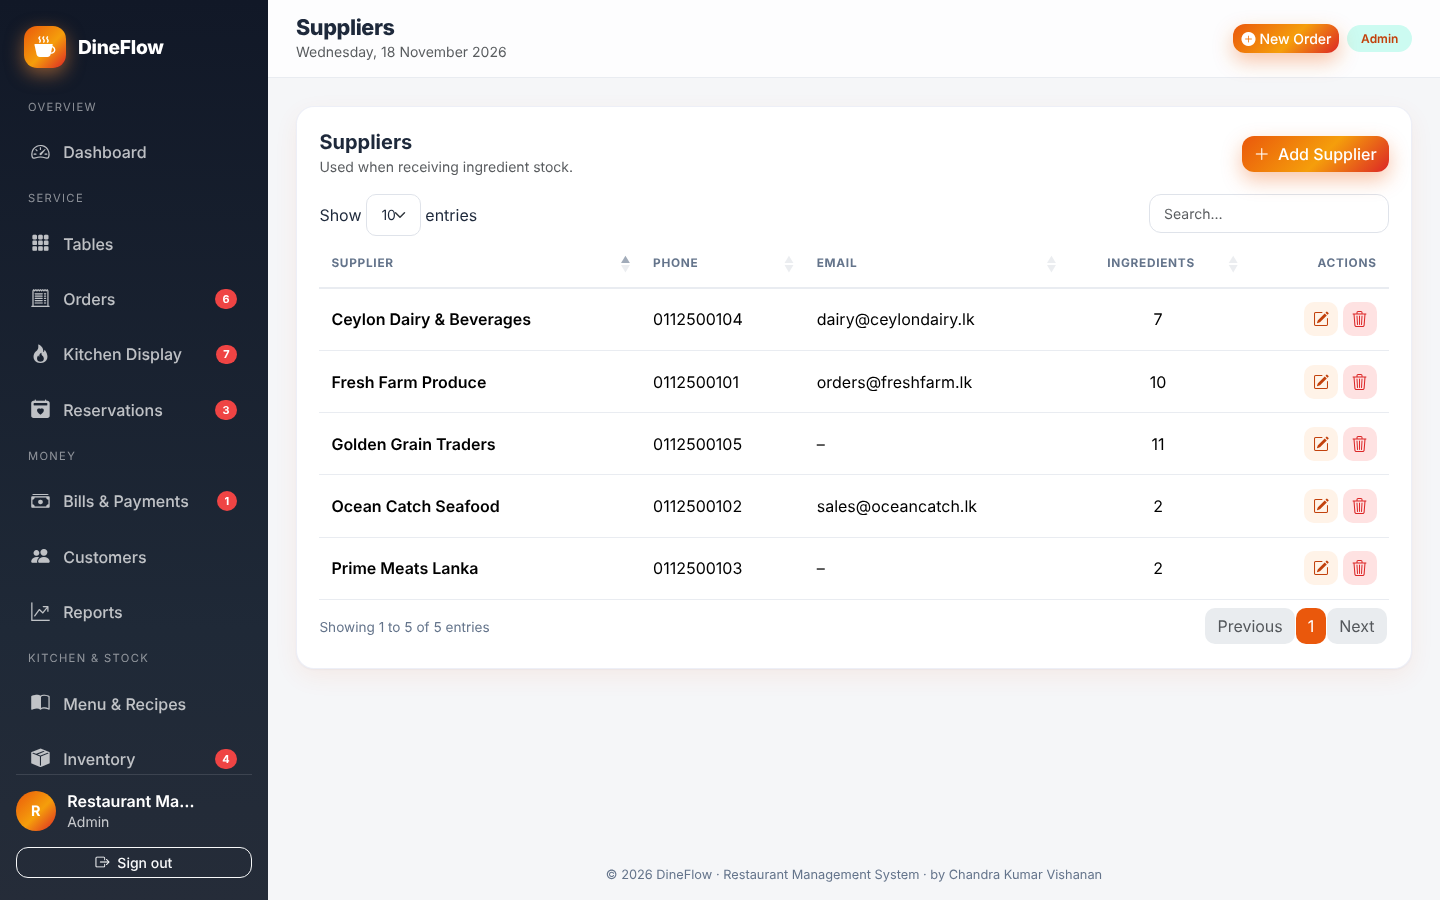 DineFlow
OVERVIEW
Dashboard
SERVICE
Tables
Orders 6
Kitchen Display 7
Reservations 3
MONEY
Bills & Payments 1
Customers
Reports
KITCHEN & STOCK
Menu & Recipes
Inventory 4
R
Restaurant Ma...
Admin
Sign out
Suppliers
Wednesday, 18 November 2026
New Order
Admin
Suppliers
Used when receiving ingredient stock.
Add Supplier
Show 10 entries
Search...
SUPPLIER PHONE EMAIL INGREDIENTS ACTIONS
Ceylon Dairy & Beverages 0112500104 dairy@ceylondairy.lk 7
Fresh Farm Produce 0112500101 orders@freshfarm.lk 10
Golden Grain Traders 0112500105 – 11
Ocean Catch Seafood 0112500102 sales@oceancatch.lk 2
Prime Meats Lanka 0112500103 – 2
Showing 1 to 5 of 5 entries
Previous 1 Next
© 2026 DineFlow · Restaurant Management System · by Chandra Kumar Vishanan